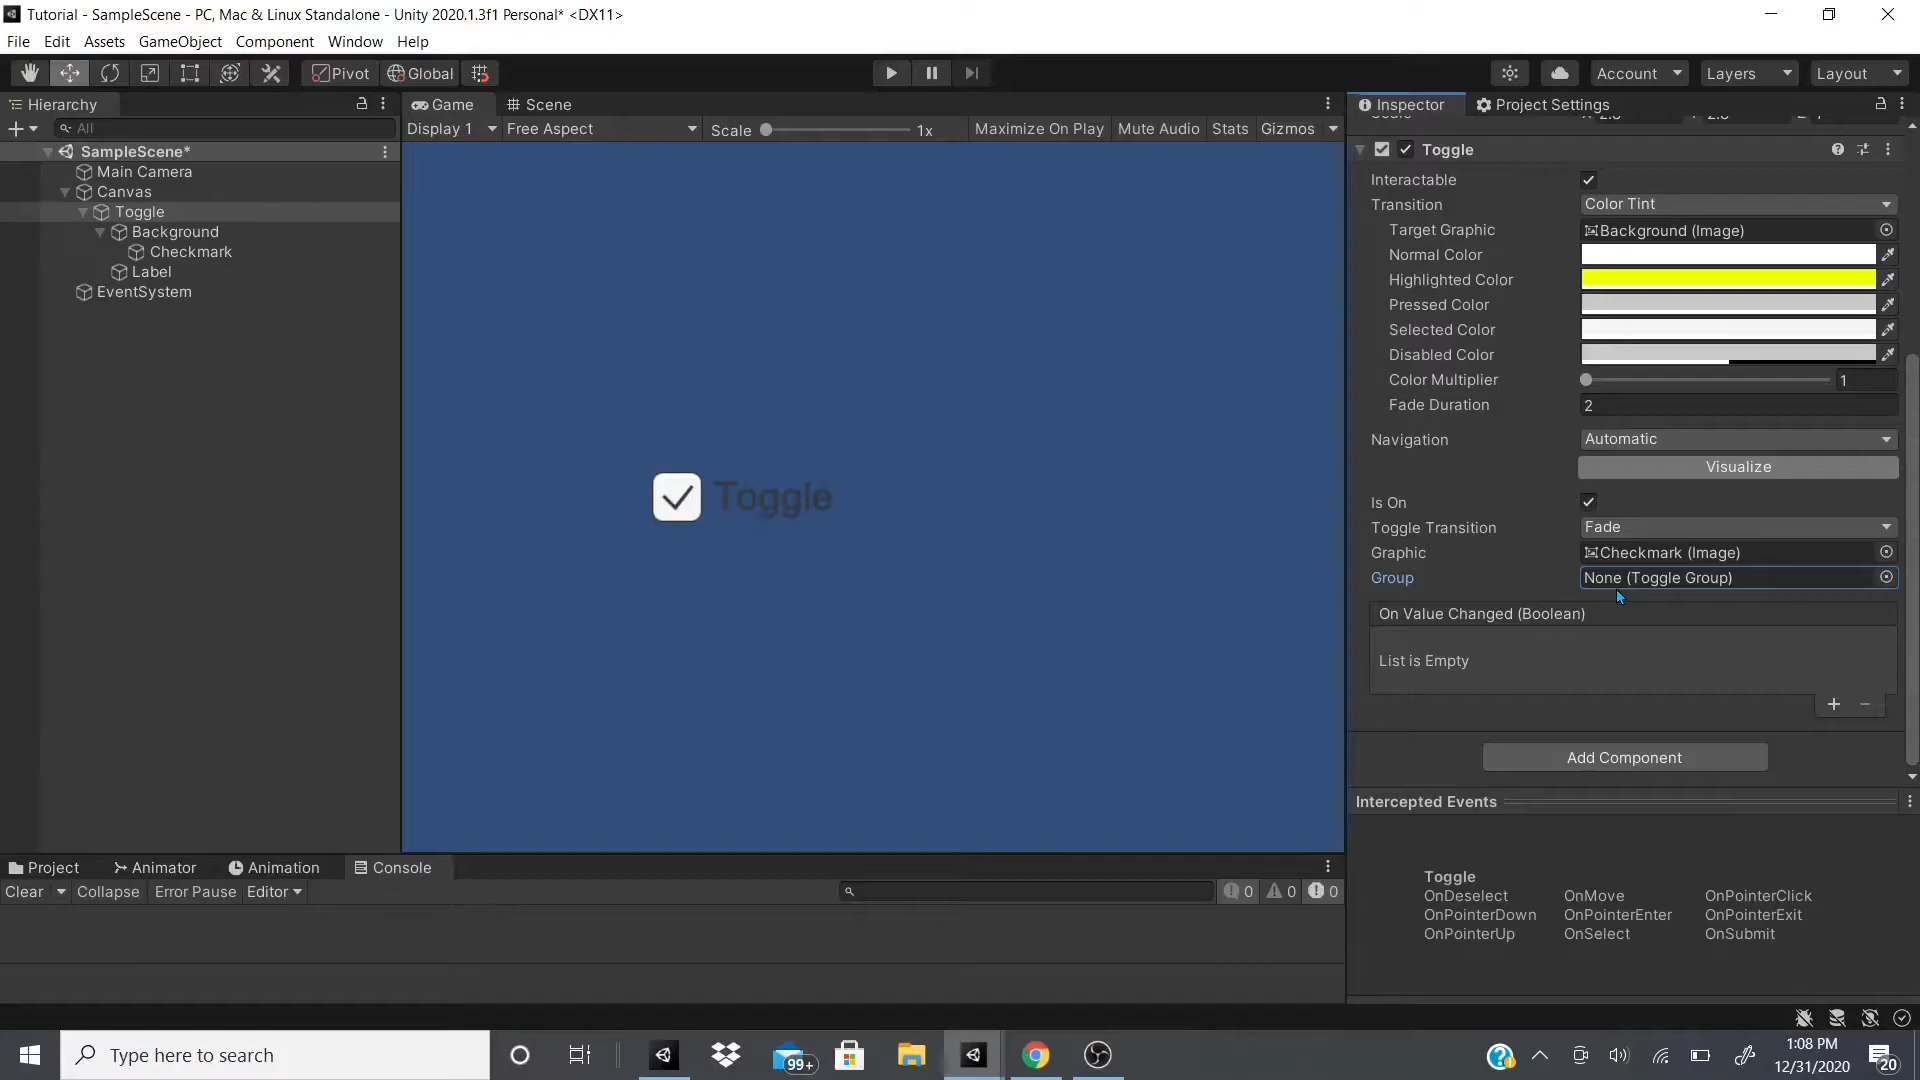 Tutorial - SampleScene - PC, Mac & Linux Standalone - Unity 2020.1.3f1 Personal* <DX11>
File Edit Assets GameObject Component Window Help
Pivot Global Account Layers Layout
Hierarchy
All
SampleScene*
Main Camera
Canvas
Toggle
Background
Checkmark
Label
EventSystem
Game Scene
Display 1 Free Aspect Scale 1x Maximize On Play Mute Audio Stats Gizmos
Toggle
Inspector Project Settings
Toggle
Interactable
Transition Color Tint
Target Graphic Background (Image)
Normal Color
Highlighted Color
Pressed Color
Selected Color
Disabled Color
Color Multiplier 1
Fade Duration 2
Navigation Automatic
Visualize
Is On
Toggle Transition Fade
Graphic Checkmark (Image)
Group None (Toggle Group)
On Value Changed (Boolean)
List is Empty
Add Component
Intercepted Events
Toggle
OnDeselect OnMove OnPointerClick
OnPointerDown OnPointerEnter OnPointerExit
OnPointerUp OnSelect OnSubmit
Project Animator Animation Console
Clear Collapse Error Pause Editor 0 0 0
Type here to search
99+
1:08 PM
12/31/2020
20